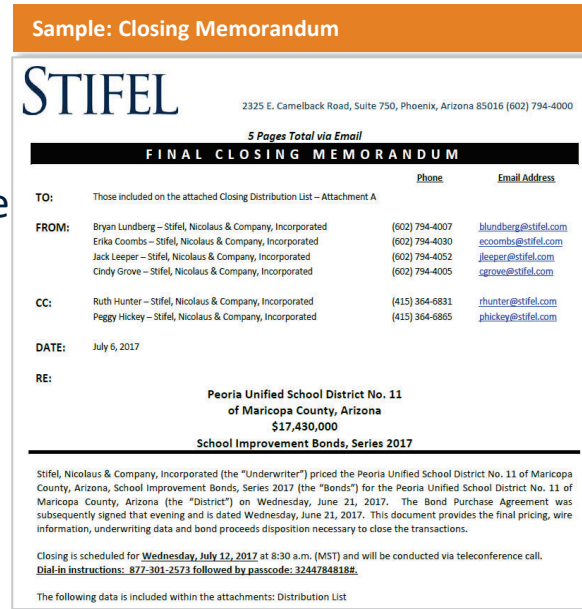 Sample: Closing Memorandum
STIFEL
2325 E. Camelback Road, Suite 750, Phoenix, Arizona 85016 (602) 794-4000
5 Pages Total via Email
FINAL CLOSING MEMORANDUM
Phone Email Address
e
TO: Those included on the attached Closing Distribution List – Attachment A
FROM: Bryan Lundberg – Stifel, Nicolaus & Company, Incorporated (602) 794-4007 blundberg@stifel.com
Erika Coombs – Stifel, Nicolaus & Company, Incorporated (602) 794-4030 ecoombs@stifel.com
Jack Leeper – Stifel, Nicolaus & Company, Incorporated (602) 794-4052 jleeper@stifel.com
Cindy Grove – Stifel, Nicolaus & Company, Incorporated (602) 794-4005 cgrove@stifel.com
CC: Ruth Hunter – Stifel, Nicolaus & Company, Incorporated (415) 364-6831 rhunter@stifel.com
Peggy Hickey – Stifel, Nicolaus & Company, Incorporated (415) 364-6865 phickey@stifel.com
DATE: July 6, 2017
RE:
Peoria Unified School District No. 11
of Maricopa County, Arizona
$17,430,000
School Improvement Bonds, Series 2017
Stifel, Nicolaus & Company, Incorporated (the "Underwriter") priced the Peoria Unified School District No. 11 of Maricopa
County, Arizona, School Improvement Bonds, Series 2017 (the "Bonds") for the Peoria Unified School District No. 11 of
Maricopa County, Arizona (the "District") on Wednesday, June 21, 2017. The Bond Purchase Agreement was
subsequently signed that evening and is dated Wednesday, June 21, 2017. This document provides the final pricing, wire
information, underwriting data and bond proceeds disposition necessary to close the transactions.
Closing is scheduled for Wednesday, July 12, 2017 at 8:30 a.m. (MST) and will be conducted via teleconference call.
Dial-in instructions: 877-301-2573 followed by passcode: 3244784818#.
The following data is included within the attachments: Distribution List